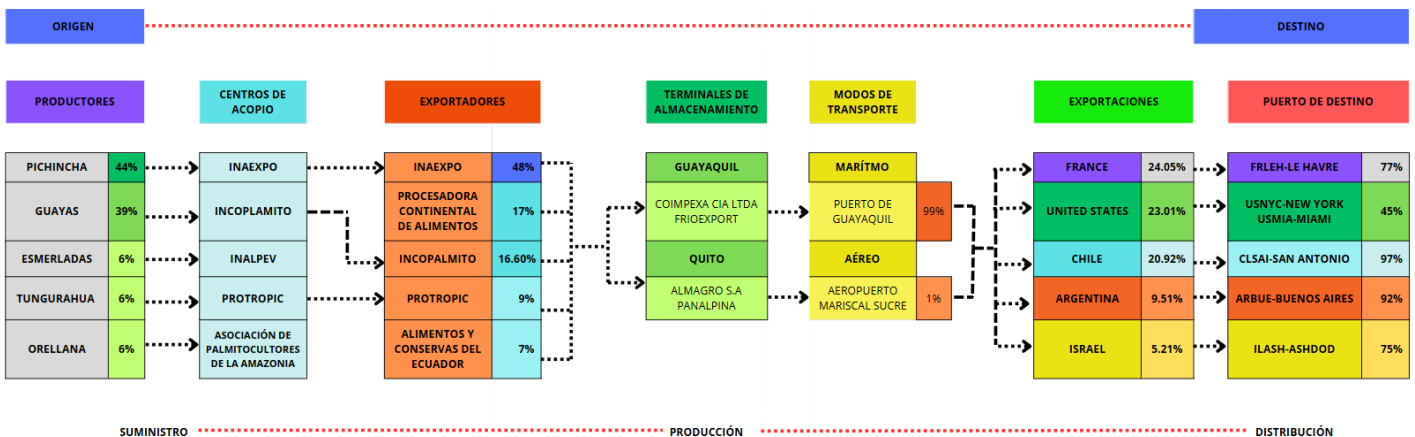 ORIGEN
DESTINO
PRODUCTORES
CENTROS DE
ACOPIO
EXPORTADORES
TERMINALES DE
ALMACENAMIENTO
MODOS DE
TRANSPORTE
EXPORTACIONES
PUERTO DE DESTINO
PICHINCHA
44%
GUAYAS
39%
ESMERLADAS
6%
TUNGURAHUA
6%
ORELLANA
6%
INAEXPO
INCOPLAMITO
INALPEV
PROTROPIC
ASOCIACIÓN DE
PALMITOCULTORES
DE LA AMAZONIA
INAEXPO
48%
PROCESADORA
CONTINENTAL
DE ALIMENTOS
17%
INCOPALMITO
16.60%
PROTROPIC
9%
ALIMENTOS Y
CONSERVAS DEL
ECUADOR
7%
GUAYAQUIL
COIMPEXA CIA LTDA
FRIOEXPORT
QUITO
ALMAGRO S.A
PANALPINA
MARÍTMO
PUERTO DE
GUAYAQUIL
99%
AÉREO
AEROPUERTO
MARISCAL SUCRE
1%
FRANCE
24.05%
UNITED STATES
23.01%
CHILE
20.92%
ARGENTINA
9.51%
ISRAEL
5.21%
FRLEH-LE HAVRE
77%
USNYC-NEW YORK
USMIA-MIAMI
45%
CLSAI-SAN ANTONIO
97%
ARBUE-BUENOS AIRES
92%
ILASH-ASHDOD
75%
SUMINISTRO
PRODUCCIÓN
DISTRIBUCIÓN